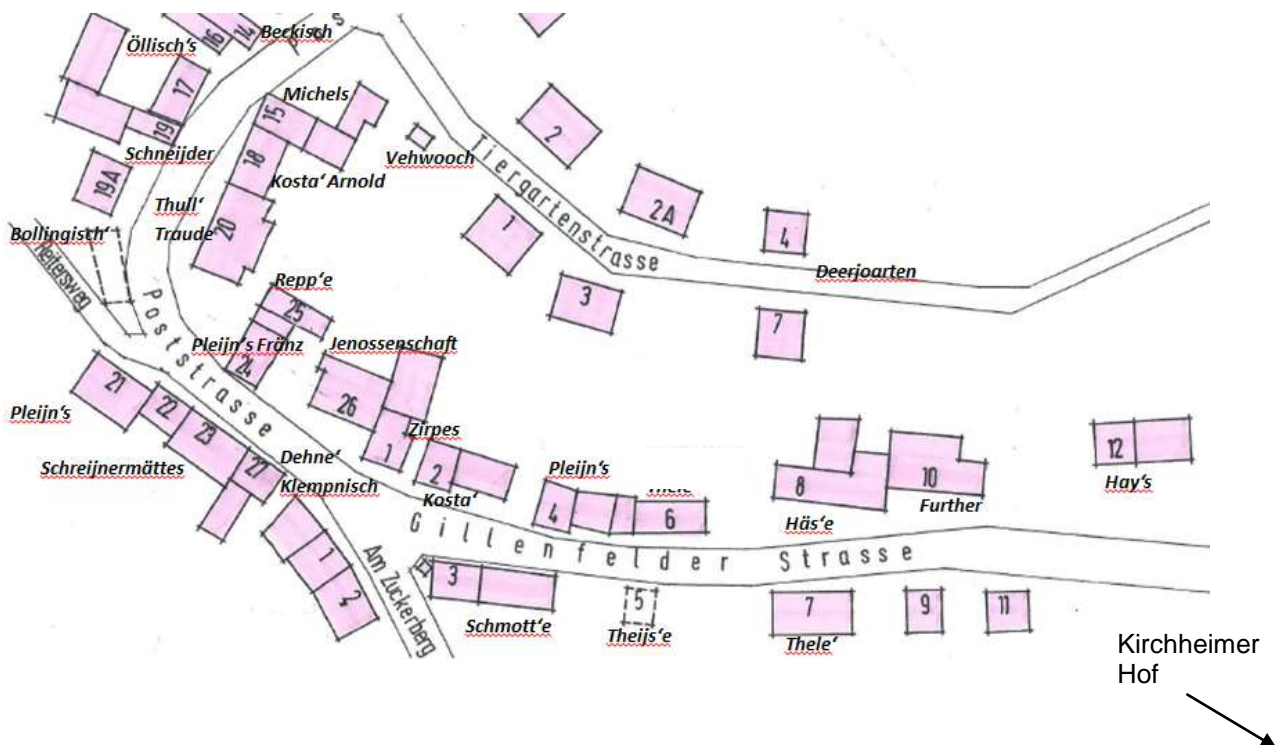 Öllisch's
16
14
Beckisch
17
19
Schneijder
19A
Michels
15
18
Kosta' Arnold
Vehwooch
Tiergartenstrasse
2
2A
4
1
3
7
Deerjoarten
Thull'
Traude
20
Bollingisch'
Poststrasse
Repp'e
25
Pleijn's Fränz
24
Jenossenschaft
26
1
Zirpes
2
Kosta'
21
22
23
27
Pleijn's
Schreijnermättes
Dehne'
Klempnisch
1
2
Am Zuckerberg
Pleijn's
4
6
Gillenfelder Strasse
3
Schmott'e
5
Theijs'e
8
10
Häs'e
Further
12
Hay's
7
Thele'
9
11
Kirchheimer
Hof